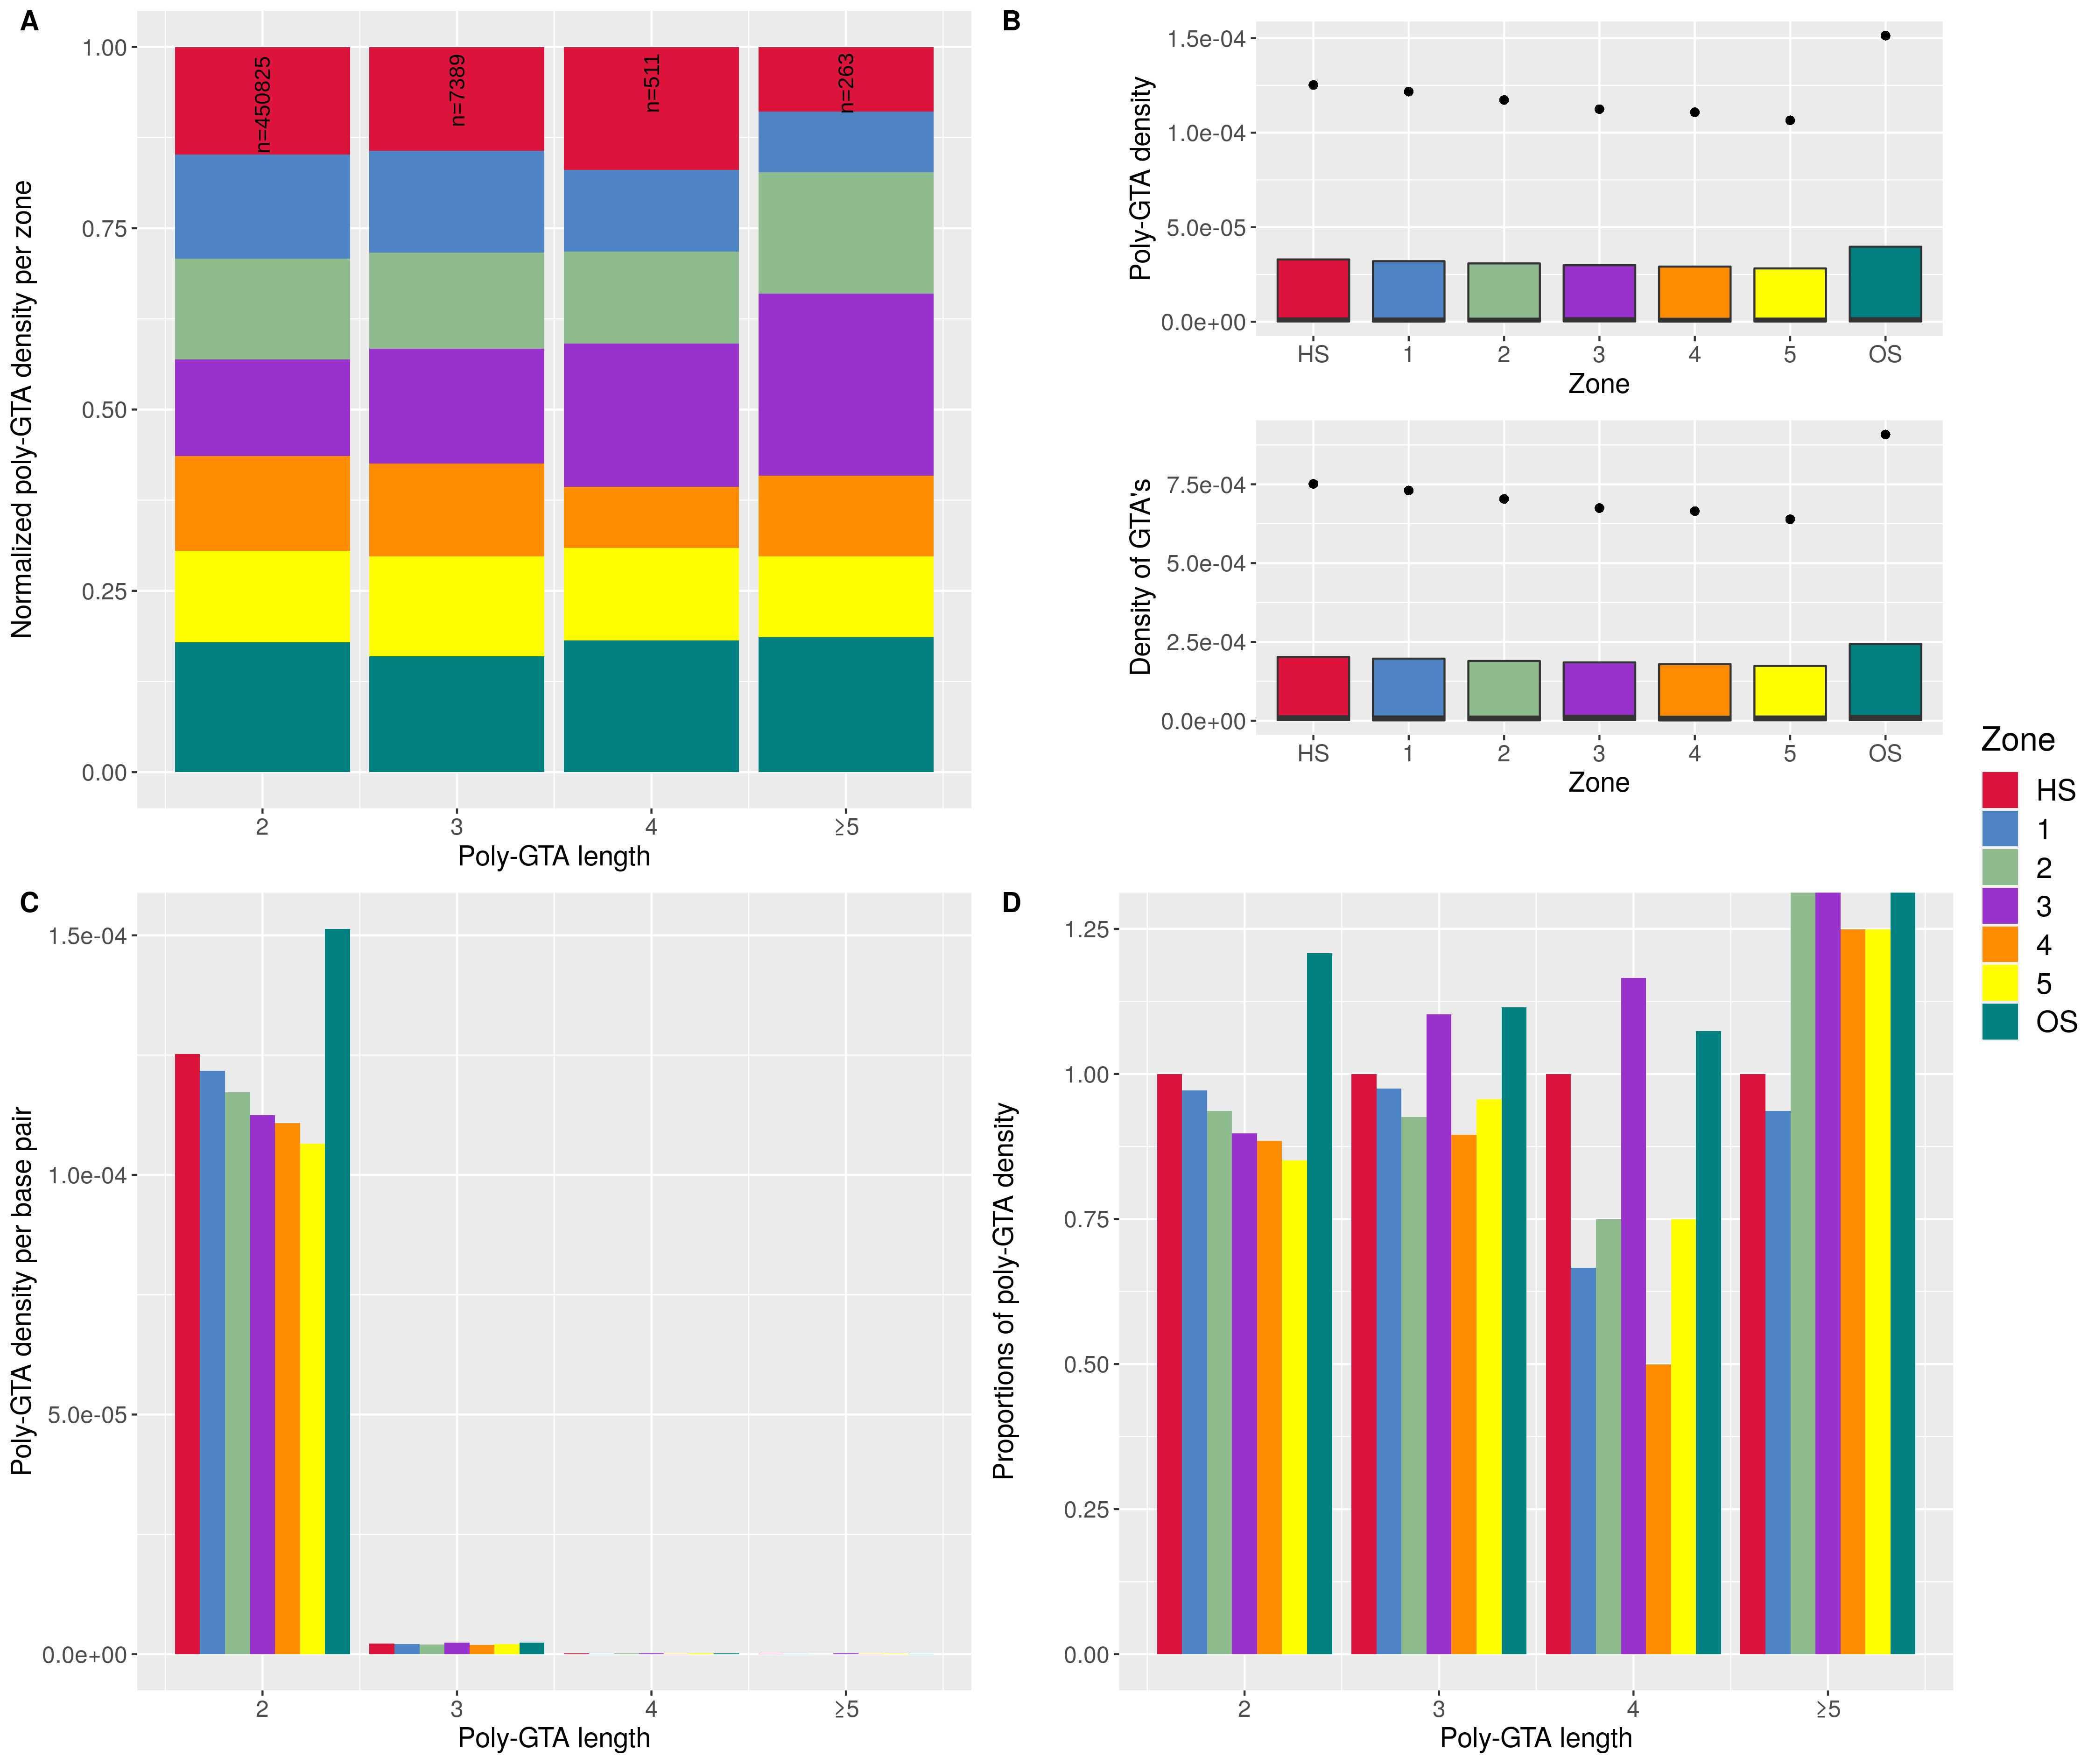 A
Normalized poly-GTA density per zone
1.00
0.75
0.50
0.25
0.00
n=450825
n=7389
n=511
n=263
2
3
4
≥5
Poly-GTA length
B
Poly-GTA density
1.5e-04
1.0e-04
5.0e-05
0.0e+00
HS
1
2
3
4
5
OS
Zone
Density of GTA's
7.5e-04
5.0e-04
2.5e-04
0.0e+00
HS
1
2
3
4
5
OS
Zone
Zone
HS
1
2
3
4
5
OS
C
Poly-GTA density per base pair
1.5e-04
1.0e-04
5.0e-05
0.0e+00
2
3
4
≥5
Poly-GTA length
D
Proportions of poly-GTA density
1.25
1.00
0.75
0.50
0.25
0.00
2
3
4
≥5
Poly-GTA length